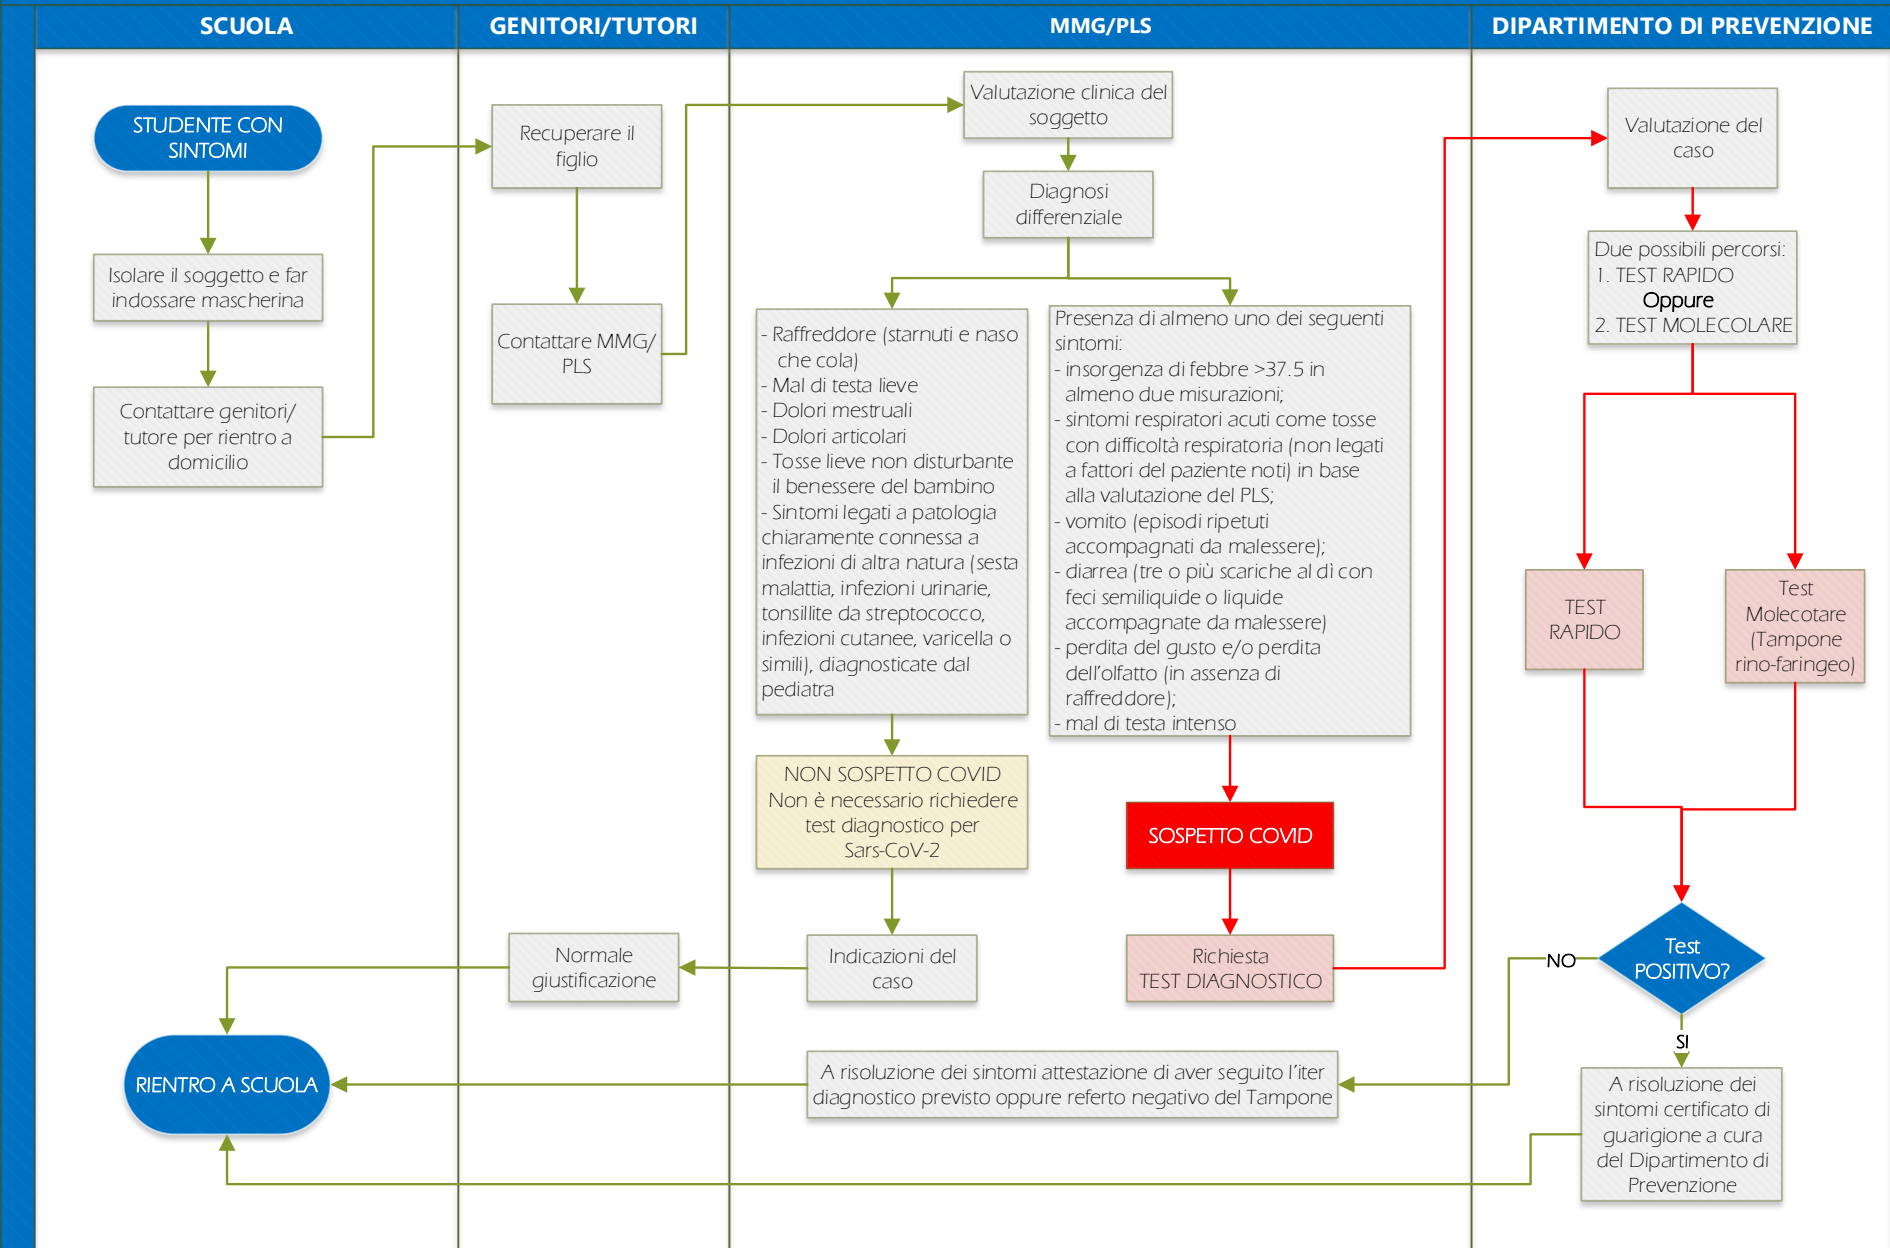 SCUOLA
GENITORI/TUTORI
MMG/PLS
DIPARTIMENTO DI PREVENZIONE
STUDENTE CON
SINTOMI
Isolare il soggetto e far
indossare mascherina
Contattare genitori/
tutore per rientro a
domicilio
Recuperare il
figlio
Contattare MMG/
PLS
Valutazione clinica del
soggetto
Diagnosi
differenziale
- Raffreddore (starnuti e naso
che cola)
- Mal di testa lieve
- Dolori mestruali
- Dolori articolari
- Tosse lieve non disturbante
il benessere del bambino
- Sintomi legati a patologia
chiaramente connessa a
infezioni di altra natura (sesta
malattia, infezioni urinarie,
tonsillite da streptococco,
infezioni cutanee, varicella o
simili), diagnosticate dal
pediatra
Presenza di almeno uno dei seguenti
sintomi:
- insorgenza di febbre >37.5 in
almeno due misurazioni;
- sintomi respiratori acuti come tosse
con difficoltà respiratoria (non legati
a fattori del paziente noti) in base
alla valutazione del PLS;
- vomito (episodi ripetuti
accompagnati da malessere);
- diarrea (tre o più scariche al dì con
feci semiliquide o liquide
accompagnate da malessere)
- perdita del gusto e/o perdita
dell'olfatto (in assenza di
raffreddore);
- mal di testa intenso
NON SOSPETTO COVID
Non è necessario richiedere
test diagnostico per
Sars-CoV-2
SOSPETTO COVID
Indicazioni del
caso
Richiesta
TEST DIAGNOSTICO
Normale
giustificazione
Valutazione del
caso
Due possibili percorsi:
1. TEST RAPIDO
Oppure
2. TEST MOLECOLARE
TEST
RAPIDO
Test
Molecotare
(Tampone
rino-faringeo)
Test
POSITIVO?
NO
SI
A risoluzione dei sintomi attestazione di aver seguito l'iter
diagnostico previsto oppure referto negativo del Tampone
A risoluzione dei
sintomi certificato di
guarigione a cura
del Dipartimento di
Prevenzione
RIENTRO A SCUOLA